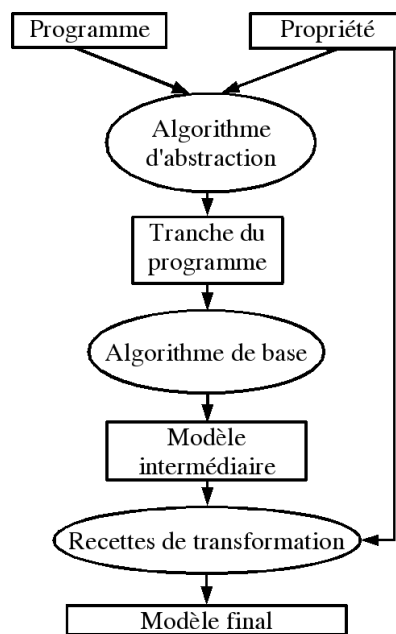 Programme
Propriété
Algorithme
d'abstraction
Tranche du
programme
Algorithme de base
Modèle
intermédiaire
Recettes de transformation
Modèle final